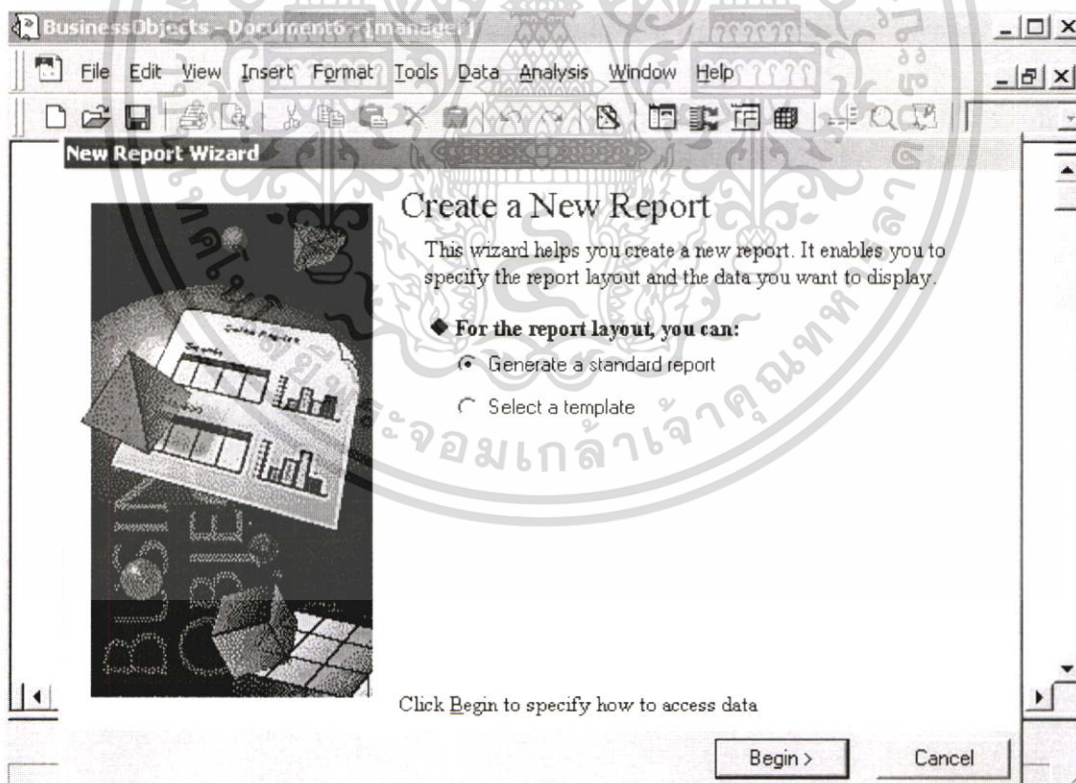 BusinessObjects - Document6 - [manager]
File Edit View Insert Format Tools Data Analysis Window Help
New Report Wizard
Create a New Report
This wizard helps you create a new report. It enables you to
specify the report layout and the data you want to display.
For the report layout, you can:
Generate a standard report
Select a template
BUSIN
OBJE
Click Begin to specify how to access data
Begin >
Cancel